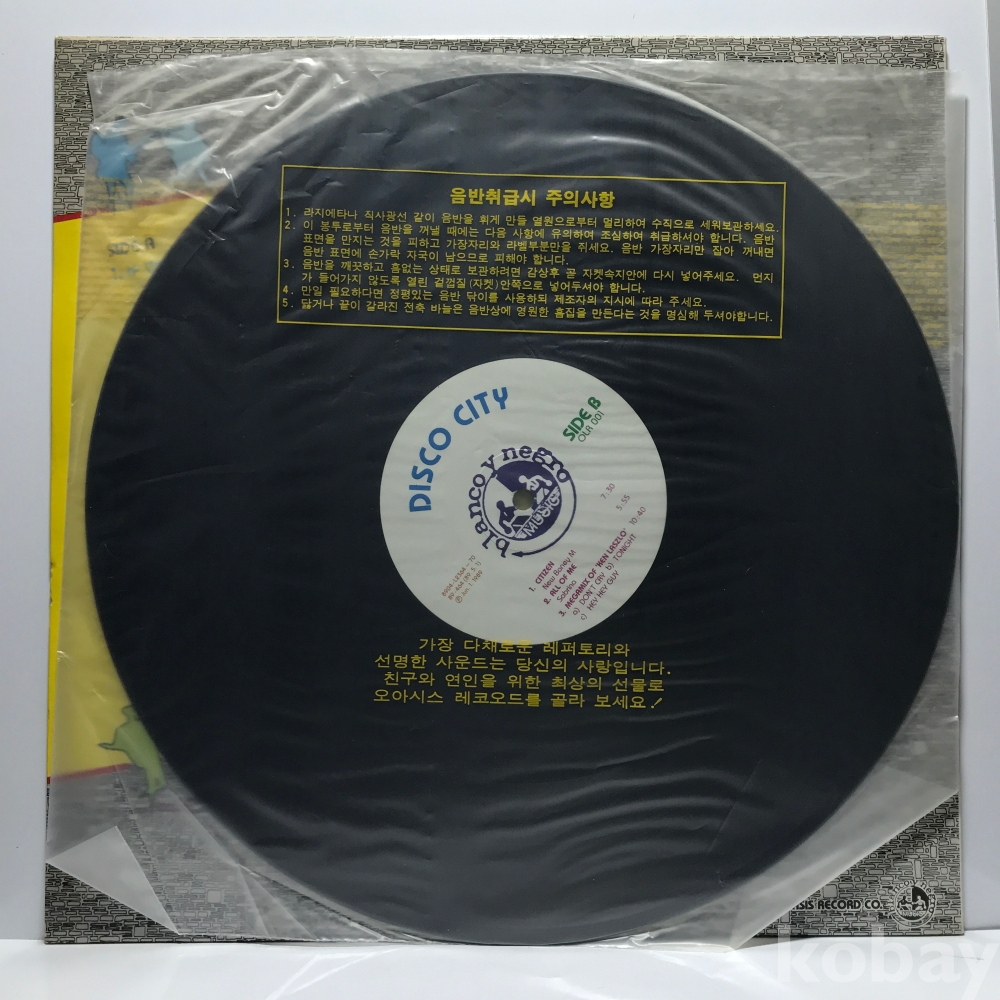 음반취급시 주의사항
1. 라지에타나 직사광선 같이 음반을 휘게 만들 열원으로부터 멀리하여 수직으로 세워보관하세요.
2. 이 봉투로부터 음반을 꺼낼 때에는 다음 사항에 유의하여 조심하여 취급하셔야 합니다. 음반
표면을 만지는 것을 피하고 가장자리와 라벨부분만을 쥐세요. 음반 가장자리만 잡아 꺼내면
음반 표면에 손가락 자국이 남으므로 피해야 합니다.
3. 음반을 깨끗하고 흠없는 상태로 보관하려면 감상후 곧 자켓속지안에 다시 넣어주세요. 먼지
가 들어가지 않도록 열린 겉껍질(자켓)안쪽으로 넣어두셔야 합니다.
4. 만일 필요하다면 정평있는 음반 닦이를 사용하되 제조자의 지시에 따라 주세요.
5. 닳거나 끝이 갈라진 전축 바늘은 음반상에 영원한 흠집을 만든다는 것을 명심해 두셔야합니다.
DISCO CITY
SIDE B
OLR 001
blanco y negro
MUSIC
1. CITIZEN 7:30
New Boney M
2. ALL OF ME 5:55
Sabrina
3. MEGAMIX OF 'KEN LASZLO' 10:40
a) DON'T CRY b) TONIGHT
c) HEY HEY GUY
가장 다채로운 레퍼토리와
선명한 사운드는 당신의 사랑입니다.
친구와 연인을 위한 최상의 선물로
오아시스 레코오드를 골라 보세요!
RECORD CO.
kobay